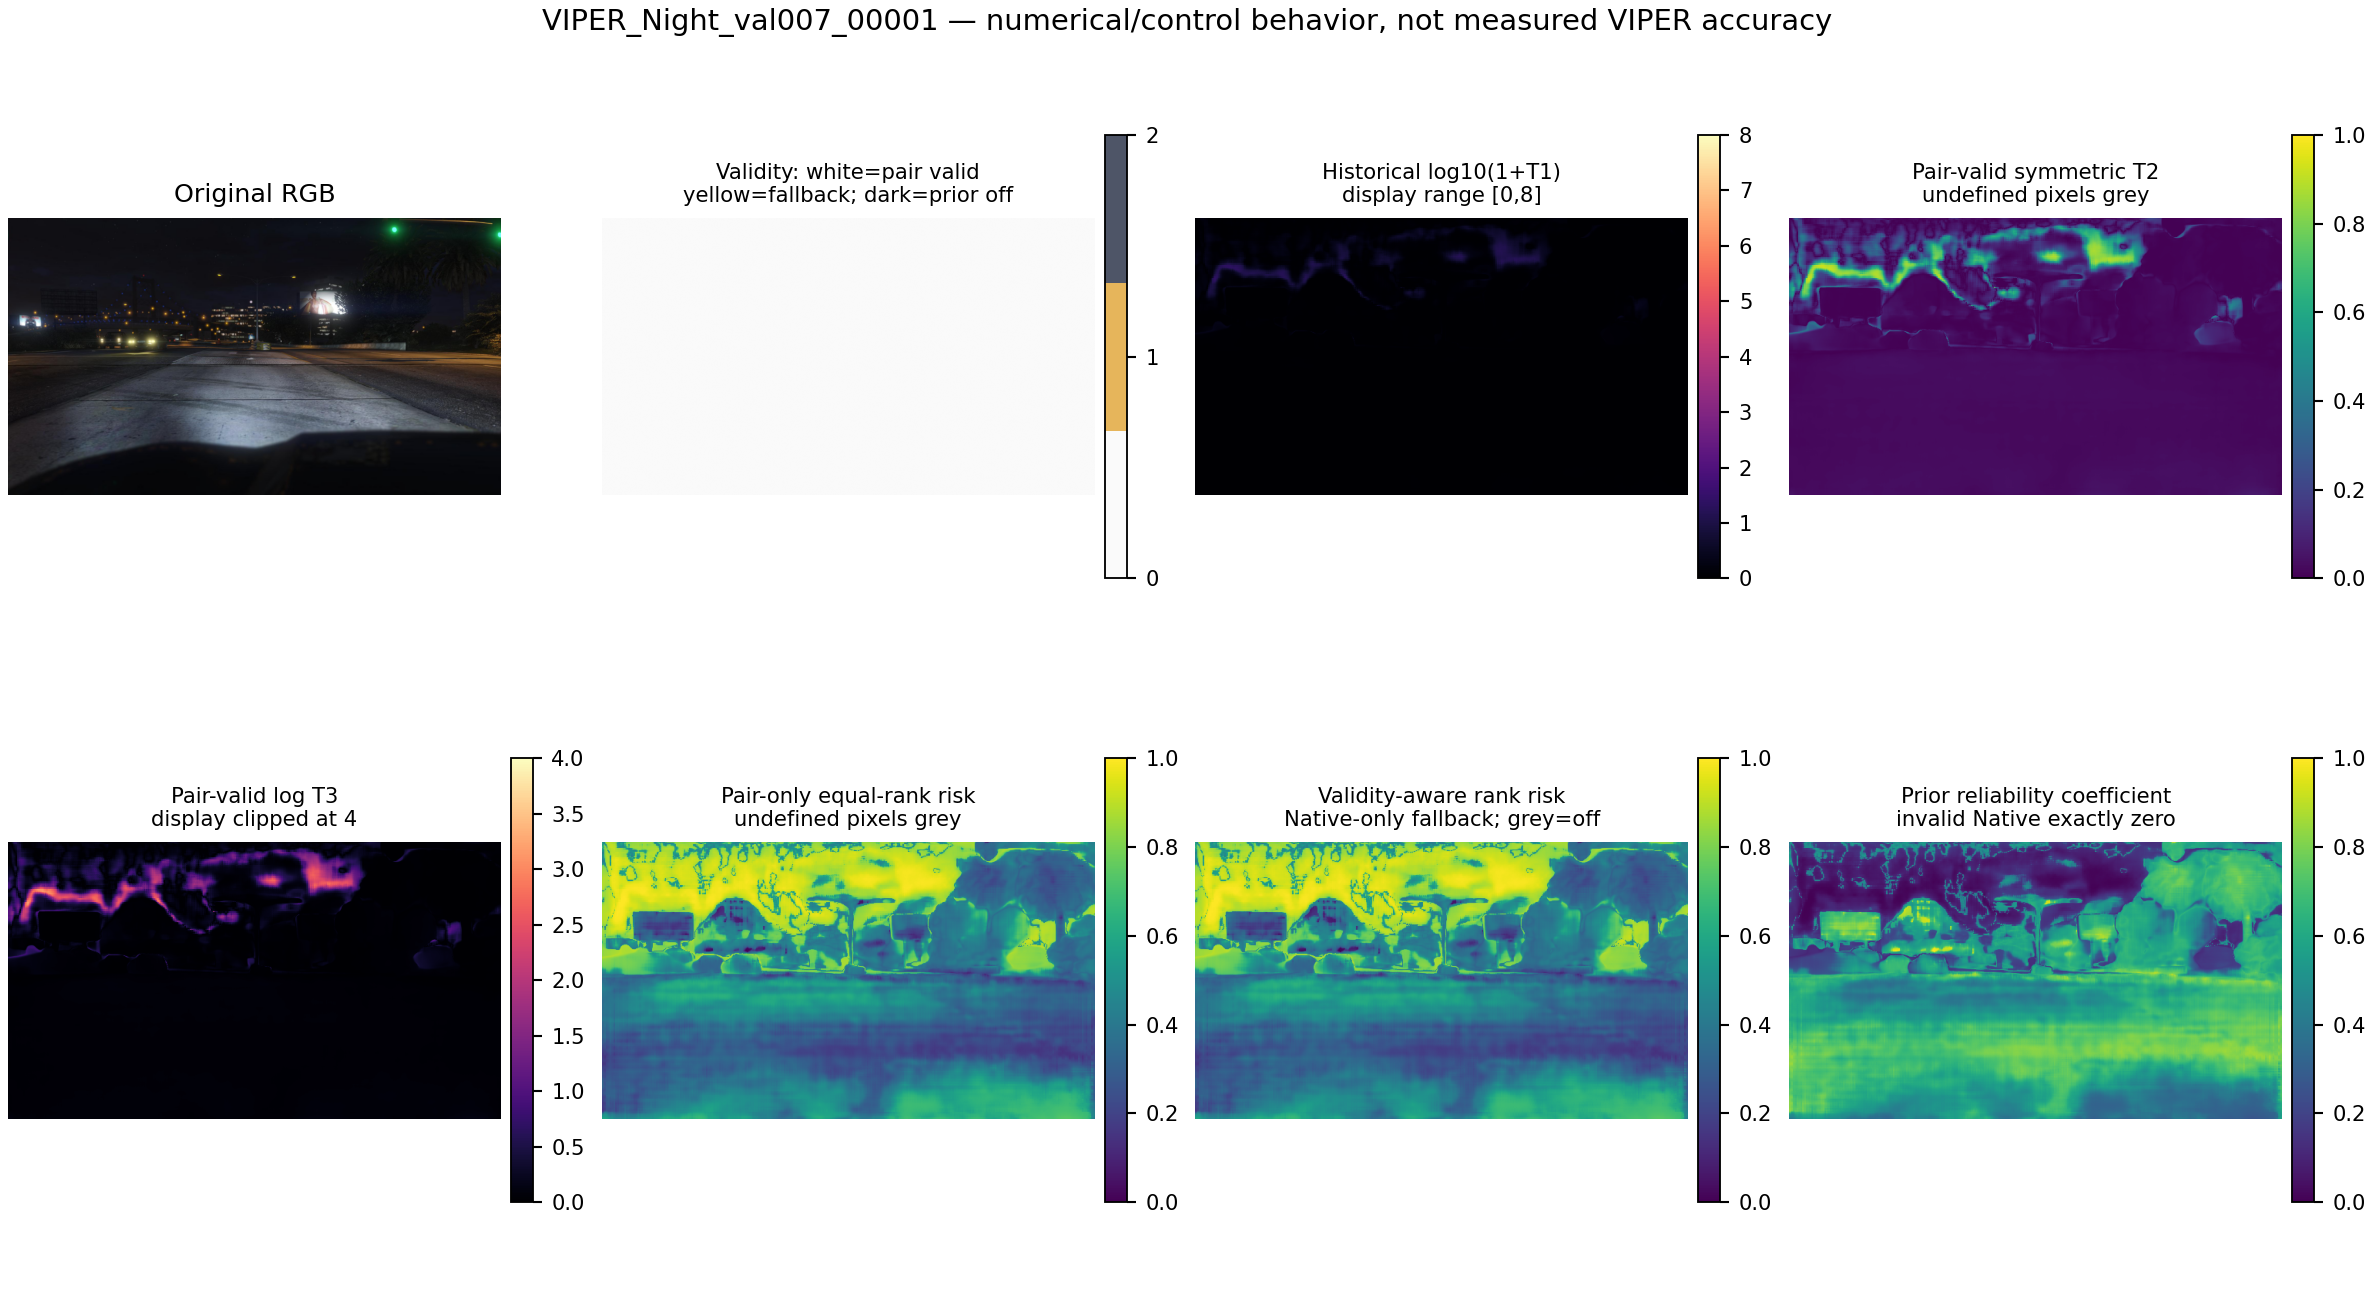 VIPER_Night_val007_00001 — numerical/control behavior, not measured VIPER accuracy
Original RGB
Validity: white=pair valid
yellow=fallback; dark=prior off
2
1
0
Historical log10(1+T1)
display range [0,8]
8
7
6
5
4
3
2
1
0
Pair-valid symmetric T2
undefined pixels grey
1.0
0.8
0.6
0.4
0.2
0.0
Pair-valid log T3
display clipped at 4
4.0
3.5
3.0
2.5
2.0
1.5
1.0
0.5
0.0
Pair-only equal-rank risk
undefined pixels grey
1.0
0.8
0.6
0.4
0.2
0.0
Validity-aware rank risk
Native-only fallback; grey=off
1.0
0.8
0.6
0.4
0.2
0.0
Prior reliability coefficient
invalid Native exactly zero
1.0
0.8
0.6
0.4
0.2
0.0